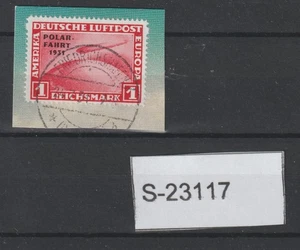 DEUTSCHE LUFTPOST
POLAR-
FAHRT
1931
AMERIKA
EUROPA
1 REICHSMARK 1
S-23117